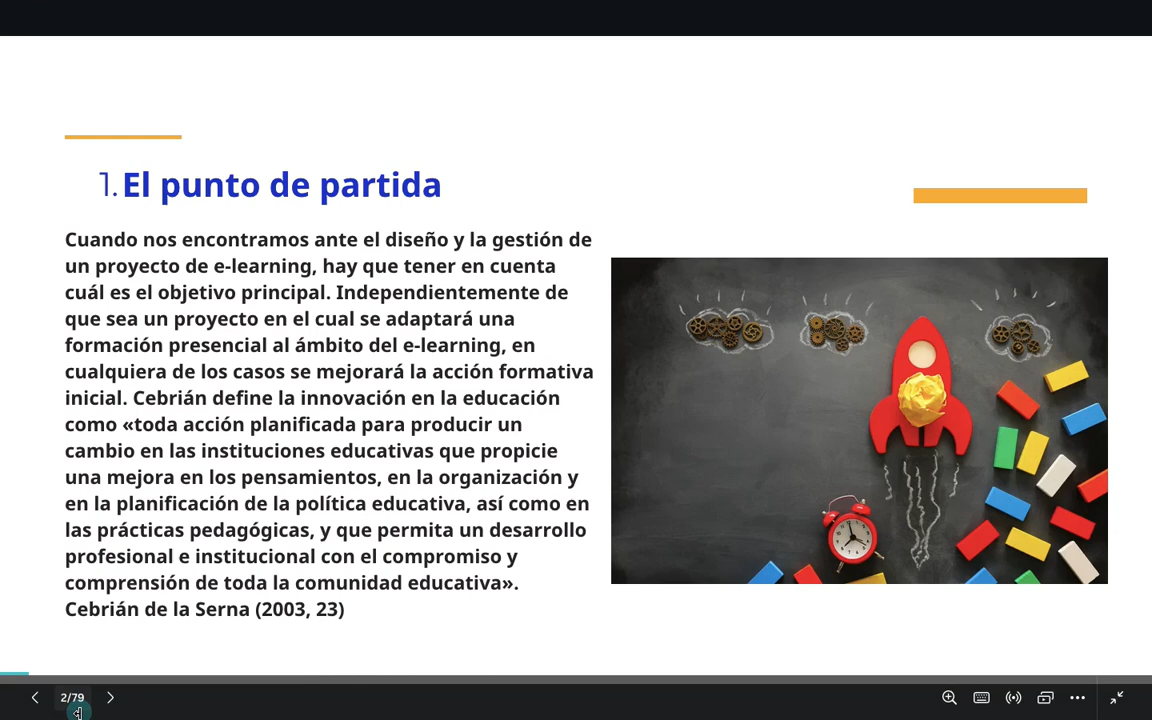 1. El punto de partida
Cuando nos encontramos ante el diseño y la gestión de
un proyecto de e-learning, hay que tener en cuenta
cuál es el objetivo principal. Independientemente de
que sea un proyecto en el cual se adaptará una
formación presencial al ámbito del e-learning, en
cualquiera de los casos se mejorará la acción formativa
inicial. Cebrián define la innovación en la educación
como «toda acción planificada para producir un
cambio en las instituciones educativas que propicie
una mejora en los pensamientos, en la organización y
en la planificación de la política educativa, así como en
las prácticas pedagógicas, y que permita un desarrollo
profesional e institucional con el compromiso y
comprensión de toda la comunidad educativa».
Cebrián de la Serna (2003, 23)
2/79